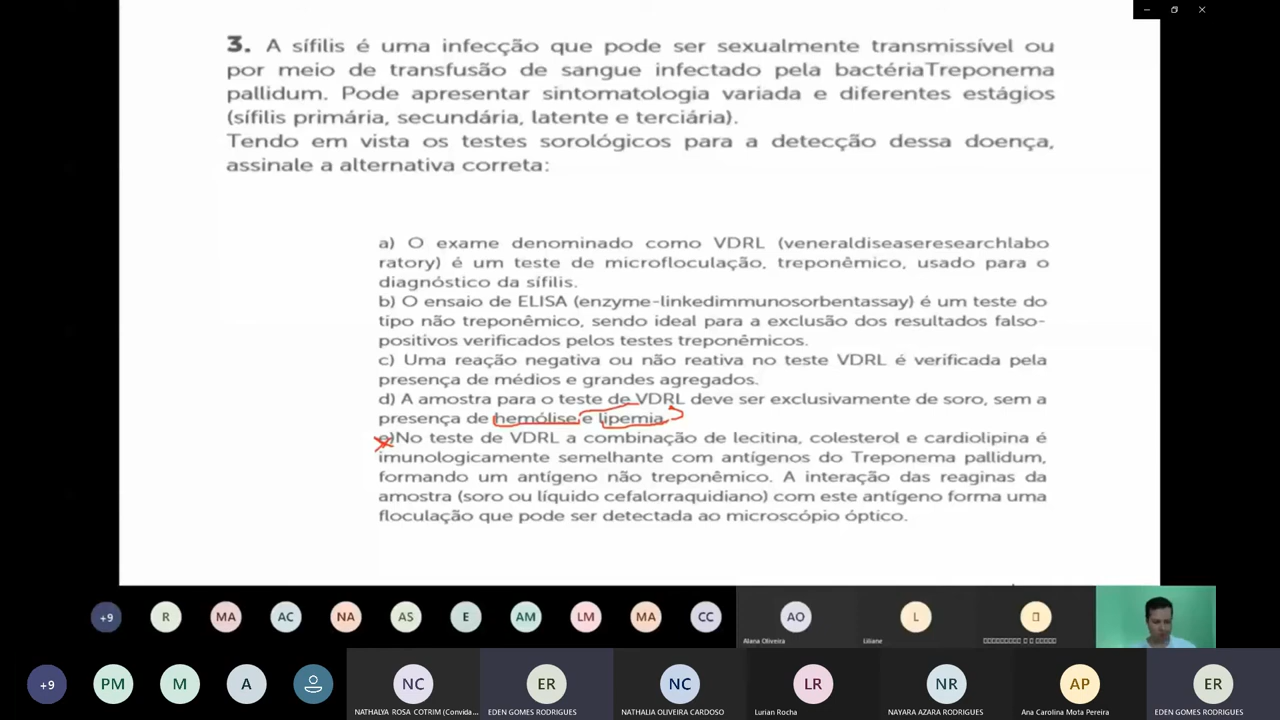 3. A sífilis é uma infecção que pode ser sexualmente transmissível ou
por meio de transfusão de sangue infectado pela bactériaTreponema
pallidum. Pode apresentar sintomatologia variada e diferentes estágios
(sífilis primária, secundária, latente e terciária).
Tendo em vista os testes sorológicos para a detecção dessa doença,
assinale a alternativa correta:
a) O exame denominado como VDRL (veneraldiseaseresearchlabo
ratory) é um teste de microfloculação, treponêmico, usado para o
diagnóstico da sífilis.
b) O ensaio de ELISA (enzyme-linkedimmunosorbentassay) é um teste do
tipo não treponêmico, sendo ideal para a exclusão dos resultados falso-
positivos verificados pelos testes treponêmicos.
c) Uma reação negativa ou não reativa no teste VDRL é verificada pela
presença de médios e grandes agregados.
d) A amostra para o teste de VDRL deve ser exclusivamente de soro, sem a
presença de hemólise e lipemia.
e)No teste de VDRL a combinação de lecitina, colesterol e cardiolipina é
imunologicamente semelhante com antígenos do Treponema pallidum,
formando um antígeno não treponêmico. A interação das reaginas da
amostra (soro ou líquido cefalorraquidiano) com este antígeno forma uma
floculação que pode ser detectada ao microscópio óptico.
+9 R MA AC NA AS E AM LM MA CC AO L
Alana Oliveira Liliane
+9 PM M A NC ER NC LR NR AP ER
NATHALYA ROSA COTRIM (Convida... EDEN GOMES RODRIGUES NATHALIA OLIVEIRA CARDOSO Lurian Rocha NAYARA AZARA RODRIGUES Ana Carolina Mota Pereira EDEN GOMES RODRIGUES